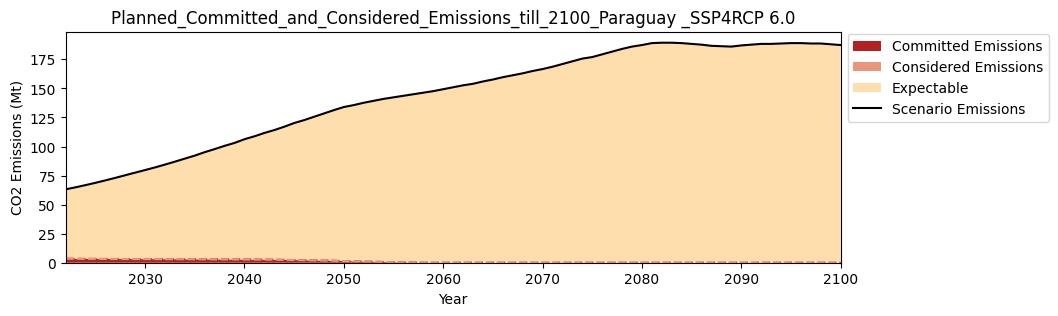 Planned_Committed_and_Considered_Emissions_till_2100_Paraguay _SSP4RCP 6.0
Committed Emissions
Considered Emissions
Expectable
Scenario Emissions
CO2 Emissions (Mt)
175
150
125
100
75
50
25
0
2030
2040
2050
2060
2070
2080
2090
2100
Year